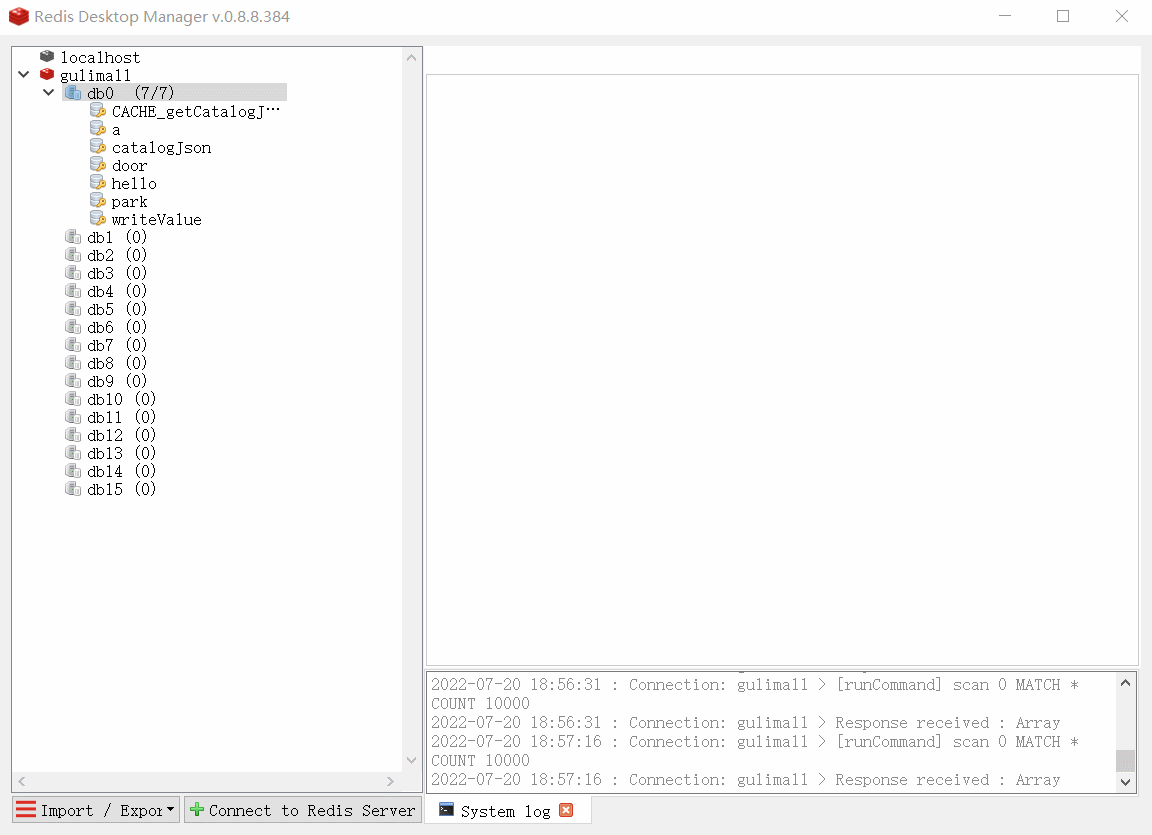 Redis Desktop Manager v.0.8.8.384
localhost
gulimall
db0 (7/7)
CACHE_getCatalogJ…
a
catalogJson
door
hello
park
writeValue
db1 (0)
db2 (0)
db3 (0)
db4 (0)
db5 (0)
db6 (0)
db7 (0)
db8 (0)
db9 (0)
db10 (0)
db11 (0)
db12 (0)
db13 (0)
db14 (0)
db15 (0)
2022-07-20 18:56:31 : Connection: gulimall > [runCommand] scan 0 MATCH *
COUNT 10000
2022-07-20 18:56:31 : Connection: gulimall > Response received : Array
2022-07-20 18:57:16 : Connection: gulimall > [runCommand] scan 0 MATCH *
COUNT 10000
2022-07-20 18:57:16 : Connection: gulimall > Response received : Array
Import / Expor
Connect to Redis Server
System log